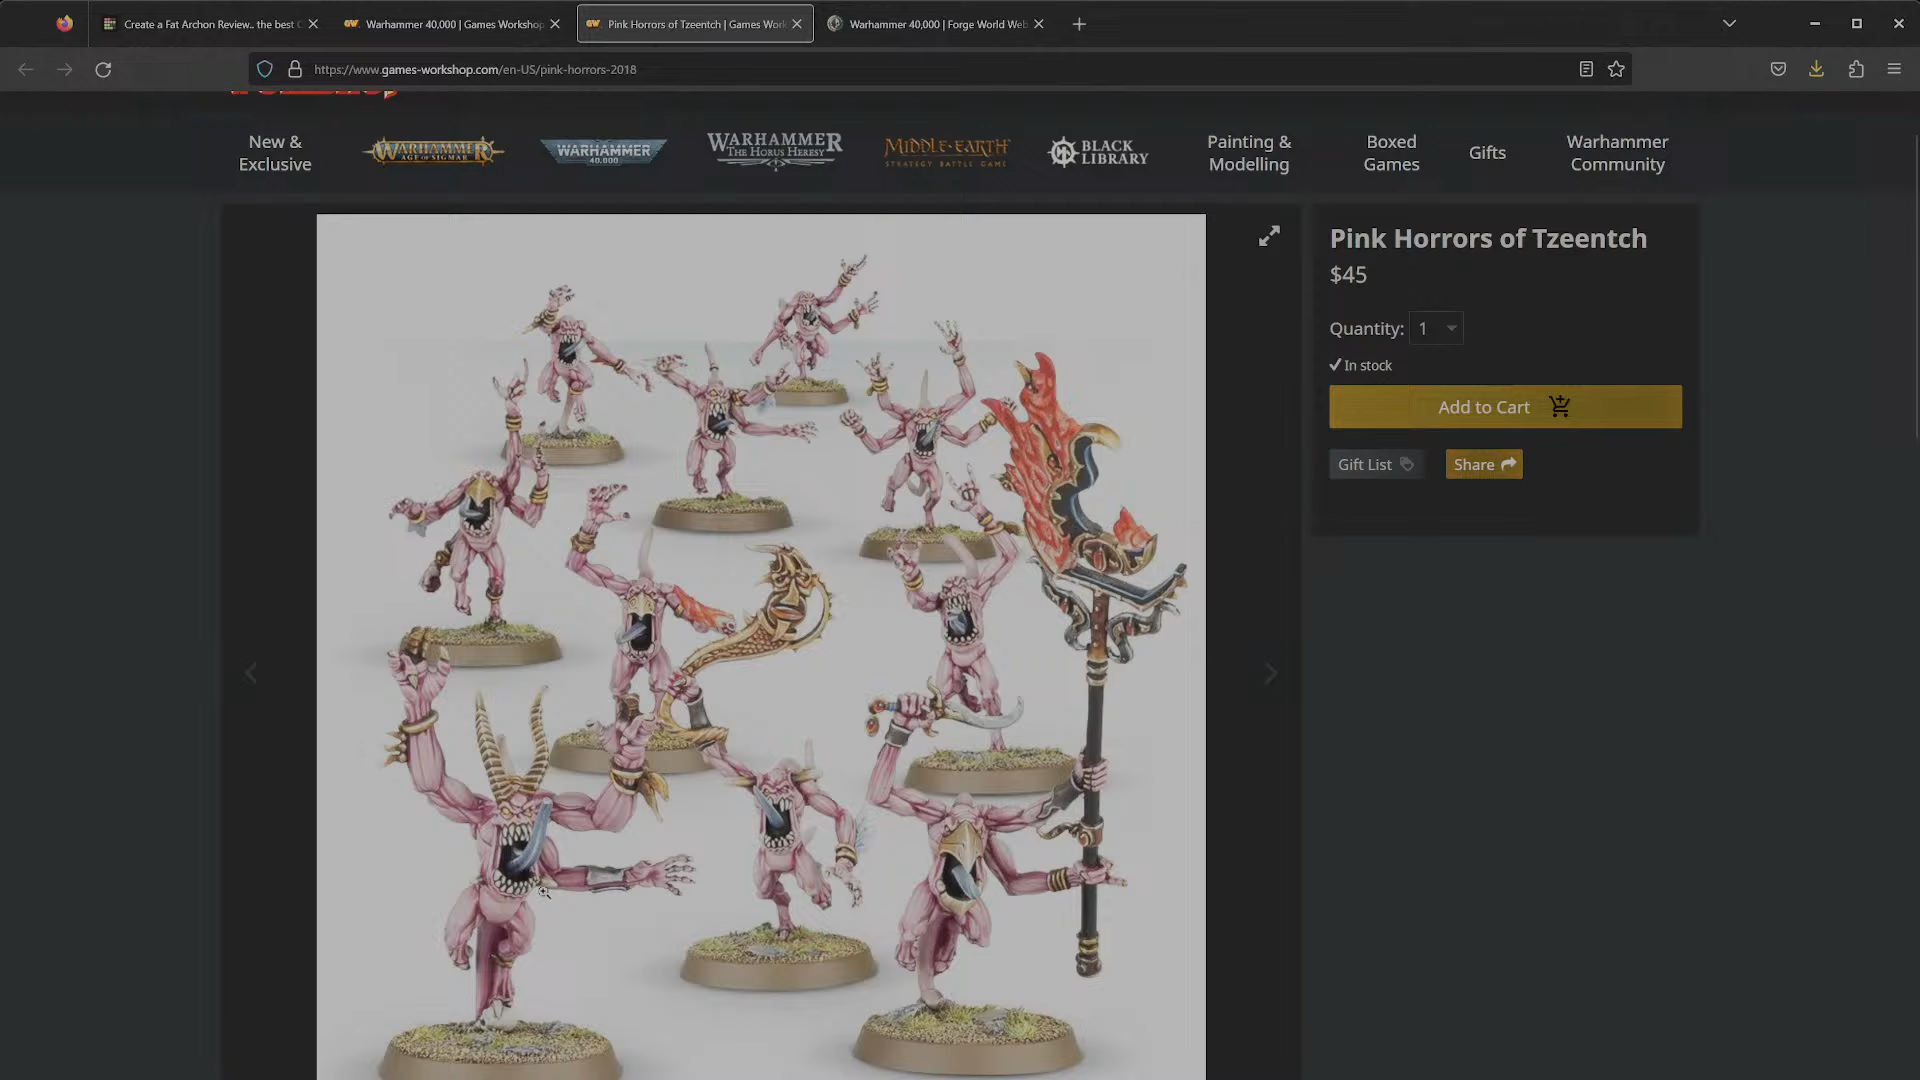 Create a Fat Archon Review.. the best C
Warhammer 40,000 | Games Workshop
Pink Horrors of Tzeentch | Games Wor
Warhammer 40,000 | Forge World Web
https://www.games-workshop.com/en-US/pink-horrors-2018
New &
Exclusive
WARHAMMER
AGE OF SIGMAR
WARHAMMER
40,000
WARHAMMER
THE HORUS HERESY
MIDDLE-EARTH
STRATEGY BATTLE GAME
BLACK
LIBRARY
Painting &
Modelling
Boxed
Games
Gifts
Warhammer
Community
Pink Horrors of Tzeentch
$45
Quantity: 1
In stock
Add to Cart
Gift List
Share